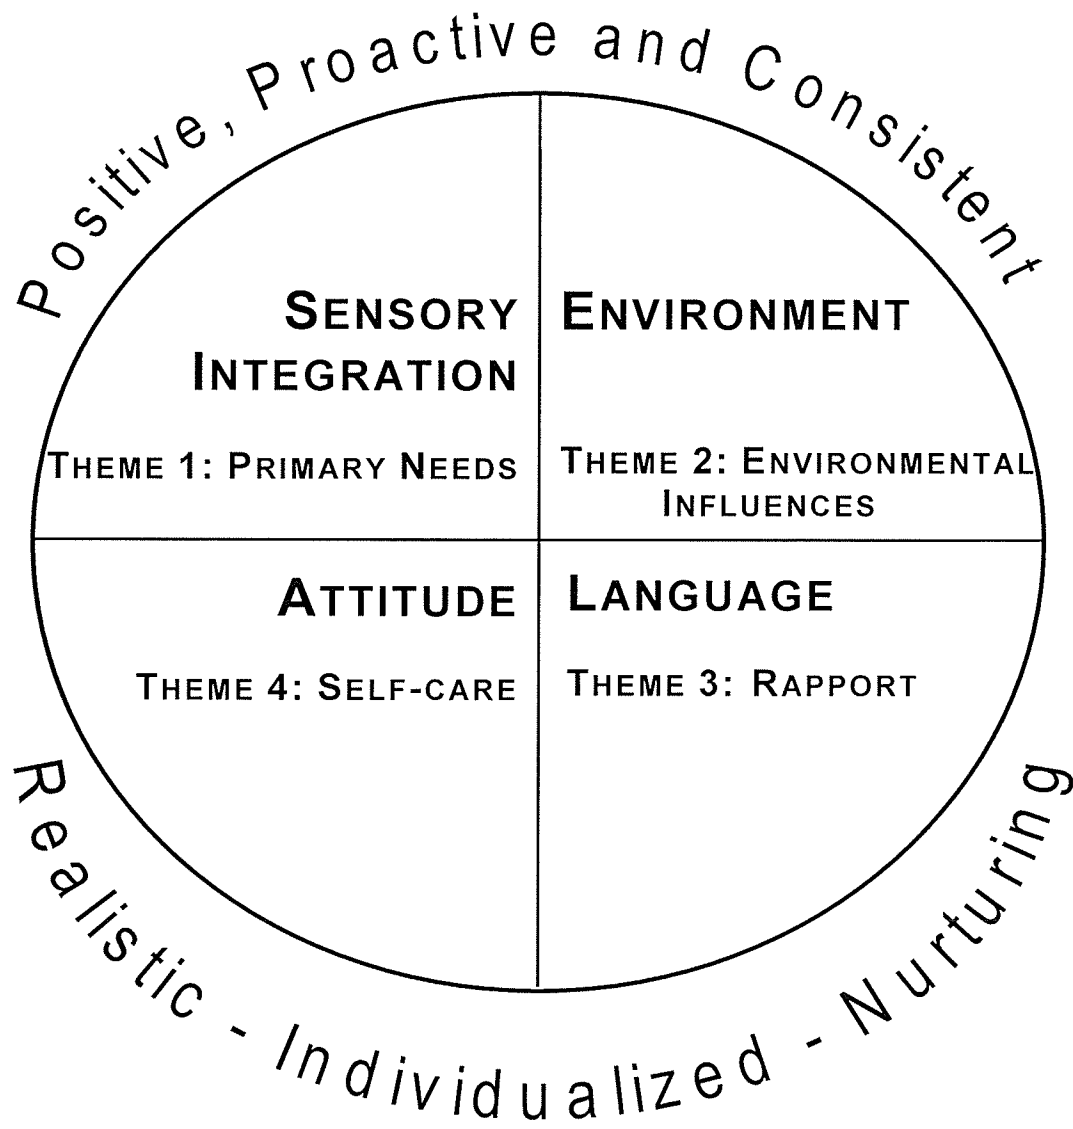 Positive, Proactive and Consistent
SENSORY
INTEGRATION
THEME 1: PRIMARY NEEDS
ENVIRONMENT
THEME 2: ENVIRONMENTAL
INFLUENCES
ATTITUDE
THEME 4: SELF-CARE
LANGUAGE
THEME 3: RAPPORT
Realistic - Individualized - Nurturing